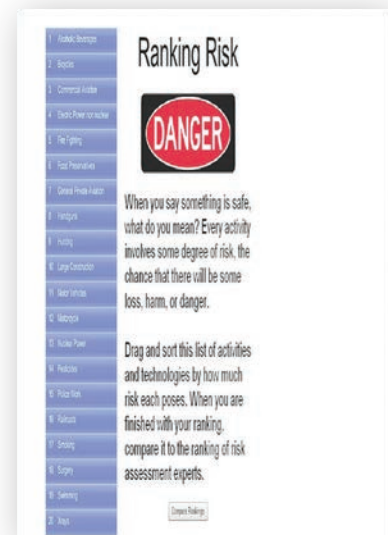 1 Alcoholic Beverages
2 Bicycles
3 Commercial Aviation
4 Electric Power non nuclear
5 Fire Fighting
6 Food Preservatives
7 General Private Aviation
8 Handguns
9 Hunting
10 Large Construction
11 Motor Vehicles
12 Motorcycle
13 Nuclear Power
14 Pesticides
15 Police Work
16 Railroads
17 Smoking
18 Surgery
19 Swimming
20 Xrays
Ranking Risk
DANGER
When you say something is safe,
what do you mean? Every activity
involves some degree of risk, the
chance that there will be some
loss, harm, or danger.
Drag and sort this list of activities
and technologies by how much
risk each poses. When you are
finished with your ranking,
compare it to the ranking of risk
assessment experts.
Compare Rankings